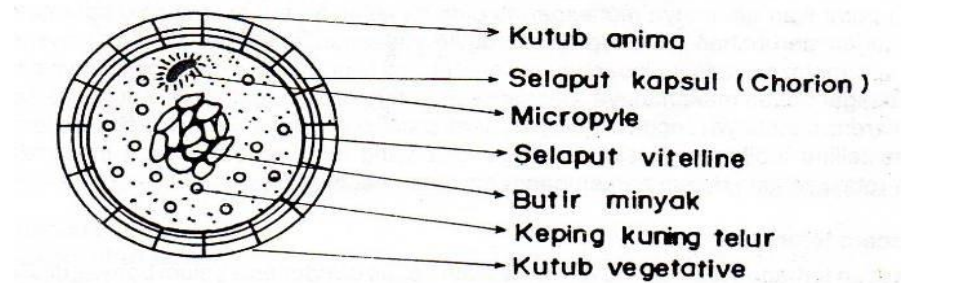 Kutub anima
Selaput kapsul (Chorion)
Micropyle
Selaput vitelline
Butir minyak
Keping kuning telur
Kutub vegetative